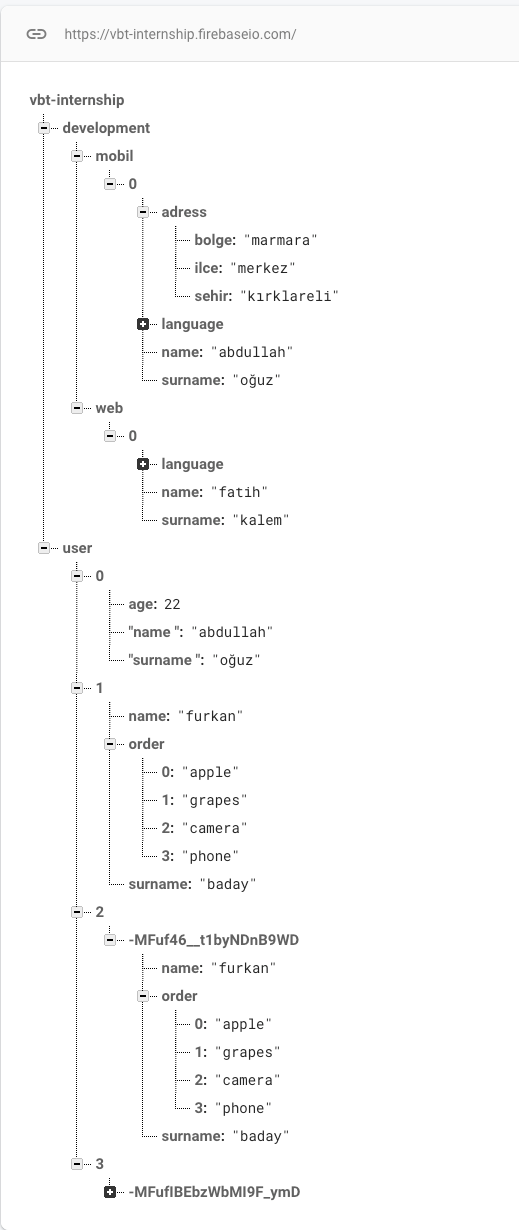 https://vbt-internship.firebaseio.com/
vbt-internship
development
mobil
0
adress
bolge: "marmara"
ilce: "merkez"
sehir: "kırklareli"
language
name: "abdullah"
surname: "oğuz"
web
0
language
name: "fatih"
surname: "kalem"
user
0
age: 22
"name ": "abdullah"
"surname ": "oğuz"
1
name: "furkan"
order
0: "apple"
1: "grapes"
2: "camera"
3: "phone"
surname: "baday"
2
-MFuf46__t1byNDnB9WD
name: "furkan"
order
0: "apple"
1: "grapes"
2: "camera"
3: "phone"
surname: "baday"
3
-MFufIBEbzWbMI9F_ymD